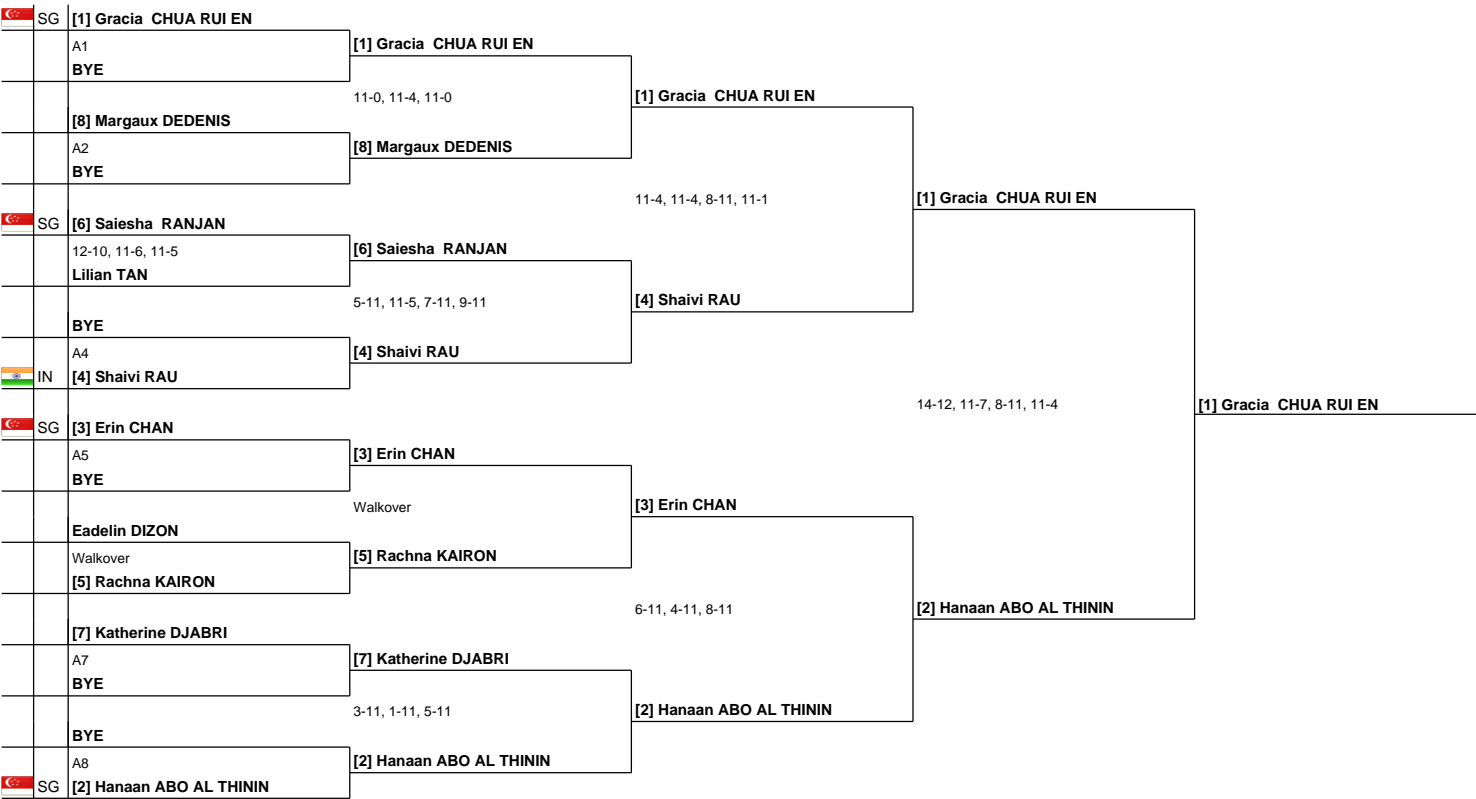 SG [1] Gracia CHUA RUI EN
A1
BYE
[8] Margaux DEDENIS
A2
BYE
SG [6] Saiesha RANJAN
12-10, 11-6, 11-5
Lilian TAN
BYE
A4
IN [4] Shaivi RAU
SG [3] Erin CHAN
A5
BYE
Eadelin DIZON
Walkover
[5] Rachna KAIRON
[7] Katherine DJABRI
A7
BYE
BYE
A8
SG [2] Hanaan ABO AL THININ
[1] Gracia CHUA RUI EN
11-0, 11-4, 11-0
[8] Margaux DEDENIS
[6] Saiesha RANJAN
5-11, 11-5, 7-11, 9-11
[4] Shaivi RAU
[3] Erin CHAN
Walkover
[5] Rachna KAIRON
[7] Katherine DJABRI
3-11, 1-11, 5-11
[2] Hanaan ABO AL THININ
[1] Gracia CHUA RUI EN
11-4, 11-4, 8-11, 11-1
[4] Shaivi RAU
[3] Erin CHAN
6-11, 4-11, 8-11
[2] Hanaan ABO AL THININ
[1] Gracia CHUA RUI EN
14-12, 11-7, 8-11, 11-4
[2] Hanaan ABO AL THININ
[1] Gracia CHUA RUI EN